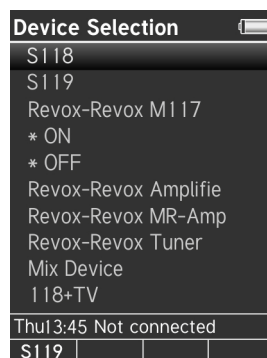 Device Selection
S118
S119
Revox-Revox M117
* ON
* OFF
Revox-Revox Amplifie
Revox-Revox MR-Amp
Revox-Revox Tuner
Mix Device
118+TV
Thu13:45 Not connected
S119